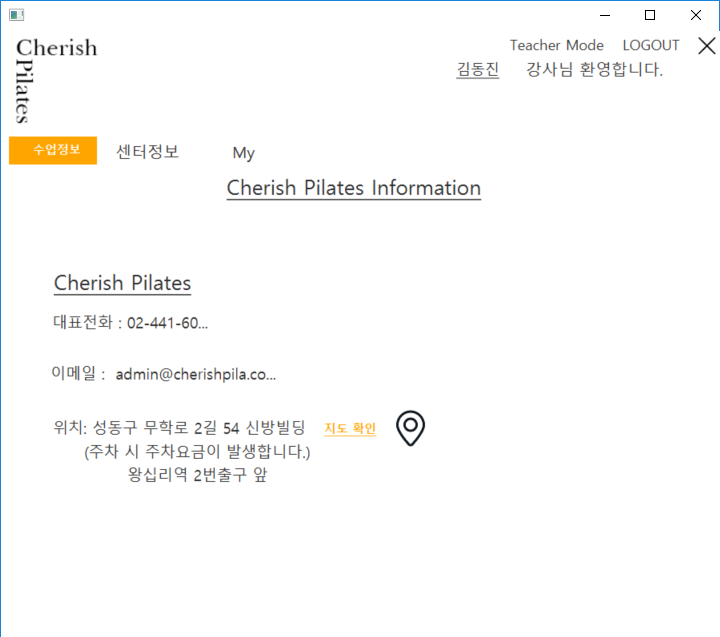 Cherish
Pilates
Teacher Mode LOGOUT
김동진 강사님 환영합니다.
수업정보 센터정보 My
Cherish Pilates Information
Cherish Pilates
대표전화 : 02-441-60...
이메일 : admin@cherishpila.co...
위치: 성동구 무학로 2길 54 신방빌딩 지도 확인
(주차 시 주차요금이 발생합니다.)
왕십리역 2번출구 앞